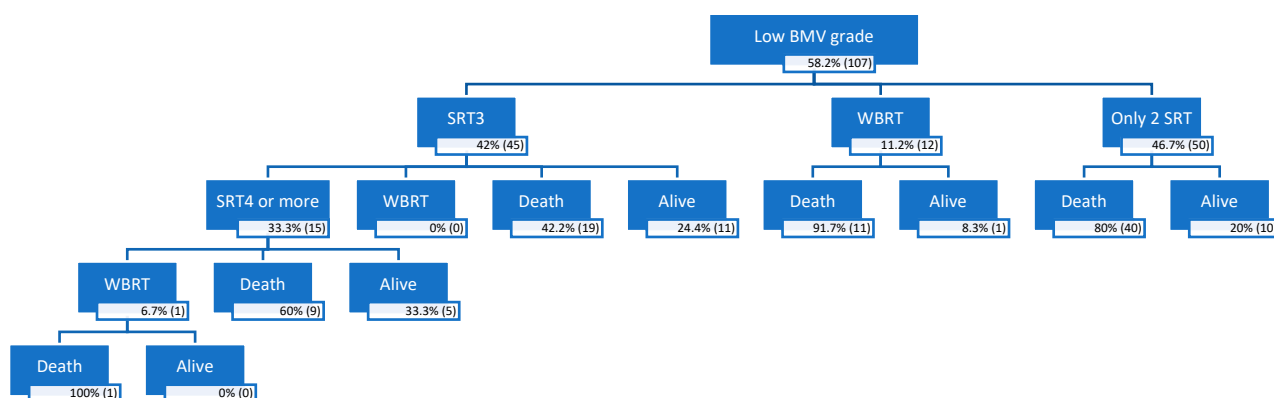 Low BMV grade
58.2% (107)
SRT3
42% (45)
WBRT
11.2% (12)
Only 2 SRT
46.7% (50)
SRT4 or more
33.3% (15)
WBRT
0% (0)
Death
42.2% (19)
Alive
24.4% (11)
Death
91.7% (11)
Alive
8.3% (1)
Death
80% (40)
Alive
20% (10
WBRT
6.7% (1)
Death
60% (9)
Alive
33.3% (5)
Death
100% (1)
Alive
0% (0)